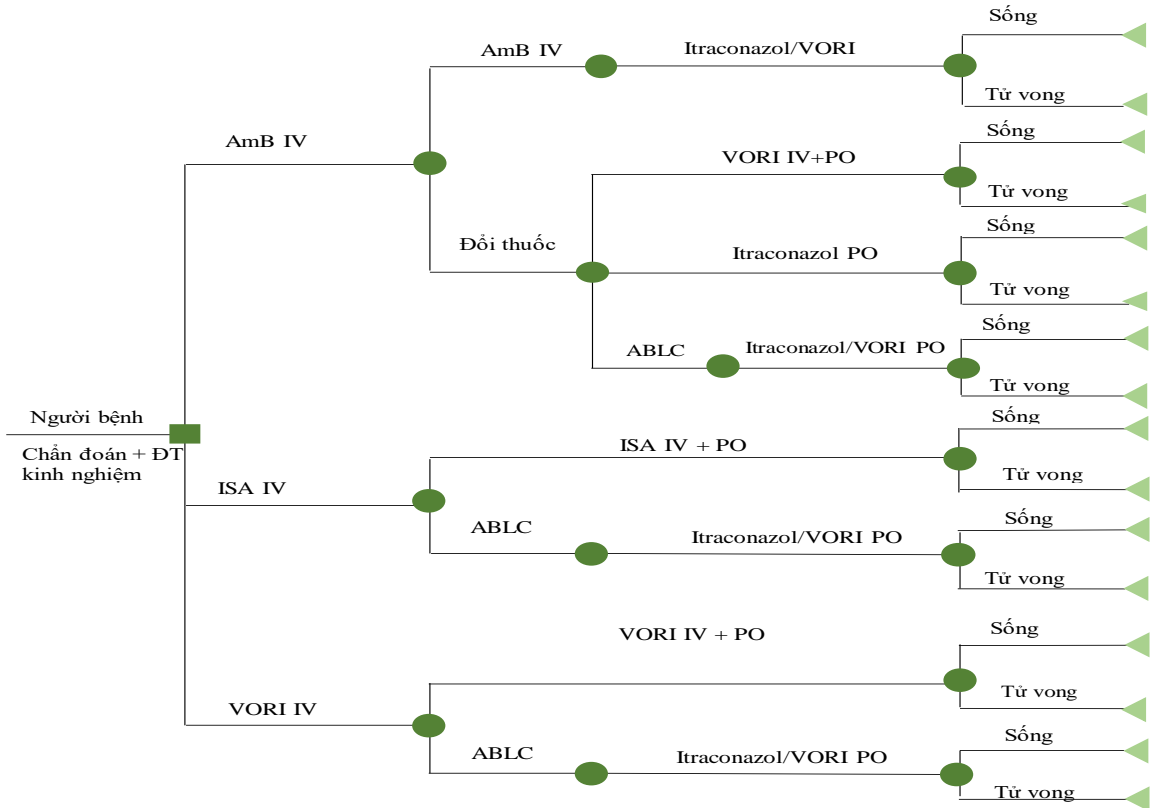 Sống
AmB IV
Itraconazol/VORI
Tử vong
AmB IV
Sống
VORI IV+PO
Tử vong
Đổi thuốc
Sống
Itraconazol PO
Tử vong
Sống
ABLC
Itraconazol/VORI PO
Tử vong
Người bệnh
Chẩn đoán + ĐT
kinh nghiệm
Sống
ISA IV + PO
Tử vong
ISA IV
Sống
ABLC
Itraconazol/VORI PO
Tử vong
Sống
VORI IV + PO
Tử vong
VORI IV
Sống
ABLC
Itraconazol/VORI PO
Tử vong